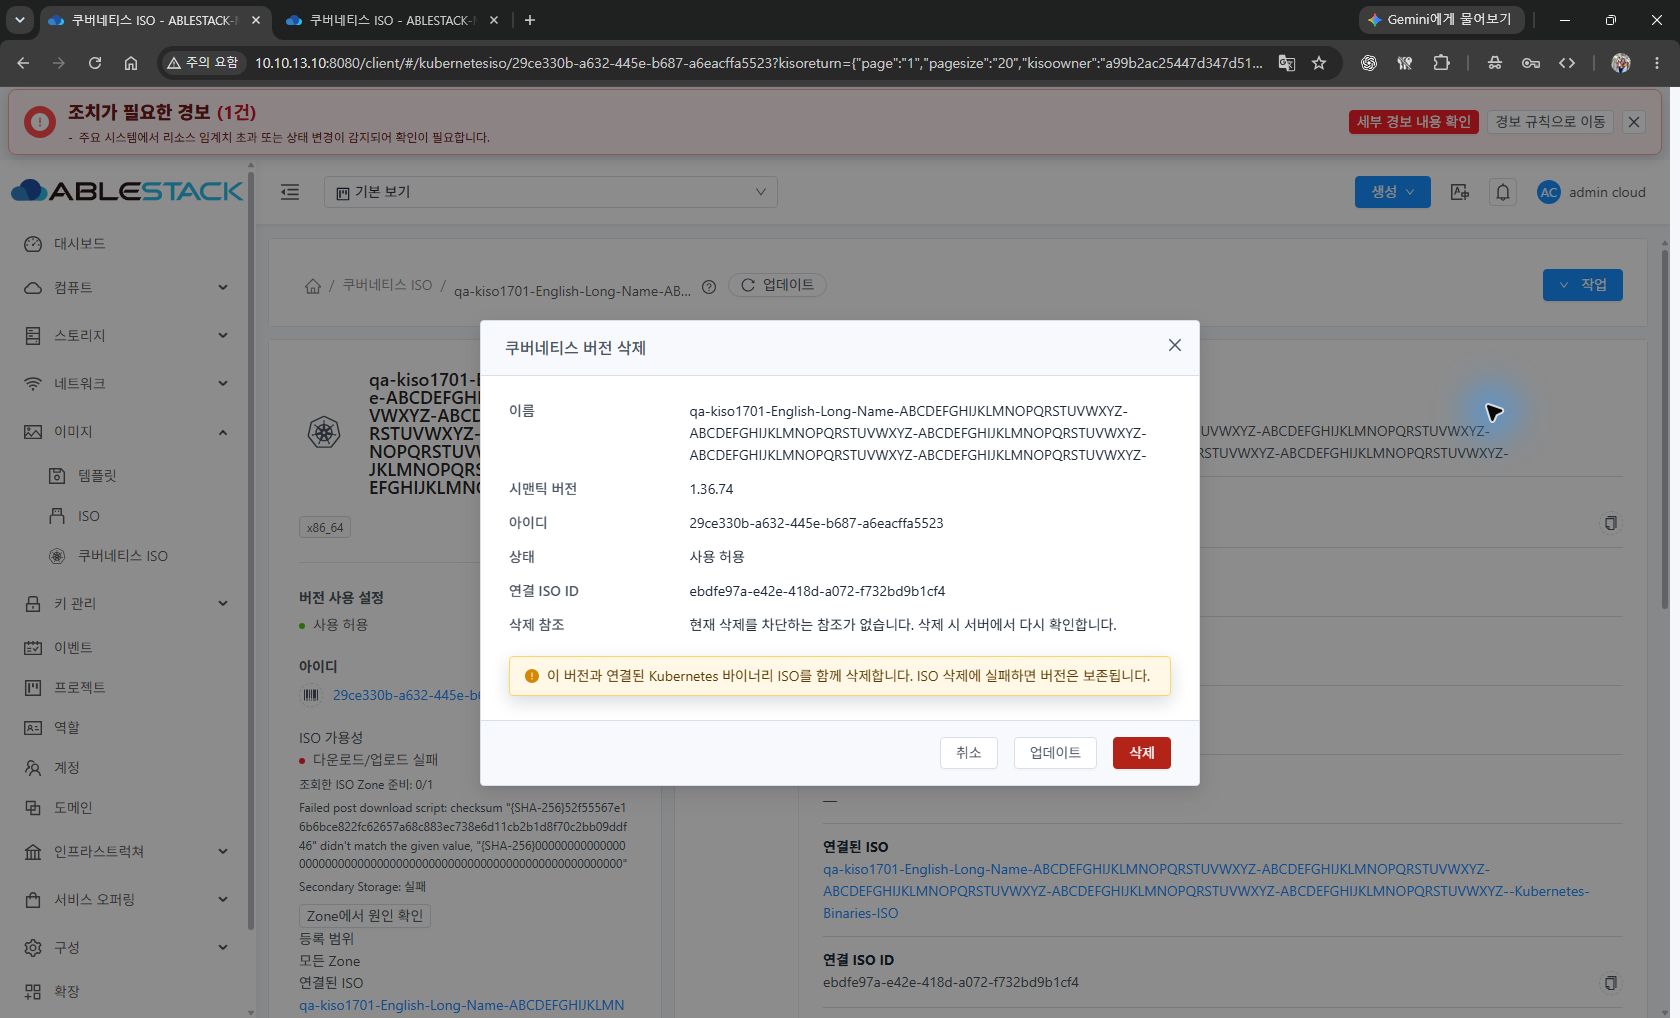 쿠버네티스 ISO - ABLESTACK-
쿠버네티스 ISO - ABLESTACK-
Gemini에게 물어보기
주의 요함
10.10.13.10:8080/client/#/kubernetesiso/29ce330b-a632-445e-b687-a6eacffa5523?kisoreturn={"page":"1","pagesize":"20","kisoowner":"a99b2ac25447d347d51...
조치가 필요한 경보 (1건)
- 주요 시스템에서 리소스 임계치 초과 또는 상태 변경이 감지되어 확인이 필요합니다.
세부 경보 내용 확인
경보 규칙으로 이동
ABLESTACK
기본 보기
생성
AC
admin cloud
대시보드
컴퓨트
스토리지
네트워크
이미지
템플릿
ISO
쿠버네티스 ISO
키 관리
이벤트
프로젝트
역할
계정
도메인
인프라스트럭쳐
서비스 오퍼링
구성
확장
/ 쿠버네티스 ISO / qa-kiso1701-English-Long-Name-AB...
업데이트
작업
qa-kiso1701-E
e-ABCDEFGHI
VWXYZ-ABCD
RSTUVWXYZ-
NOPQRSTUV
JKLMNOPQRS
EFGHIJKLMNO
x86_64
버전 사용 설정
사용 허용
아이디
29ce330b-a632-445e-b6
ISO 가용성
다운로드/업로드 실패
조회한 ISO Zone 준비: 0/1
Failed post download script: checksum "{SHA-256}52f55567e1
6b6bce822fc62657a68c883ec738e6d11cb2b1d8f70c2bb09ddf
46" didn't match the given value, "{SHA-256}00000000000000
00000000000000000000000000000000000000000000000000"
Secondary Storage: 실패
Zone에서 원인 확인
등록 범위
모든 Zone
연결된 ISO
qa-kiso1701-English-Long-Name-ABCDEFGHIJKLMN
쿠버네티스 버전 삭제
이름
qa-kiso1701-English-Long-Name-ABCDEFGHIJKLMNOPQRSTUVWXYZ-
ABCDEFGHIJKLMNOPQRSTUVWXYZ-ABCDEFGHIJKLMNOPQRSTUVWXYZ-
ABCDEFGHIJKLMNOPQRSTUVWXYZ-ABCDEFGHIJKLMNOPQRSTUVWXYZ-
시맨틱 버전
1.36.74
아이디
29ce330b-a632-445e-b687-a6eacffa5523
상태
사용 허용
연결 ISO ID
ebdfe97a-e42e-418d-a072-f732bd9b1cf4
삭제 참조
현재 삭제를 차단하는 참조가 없습니다. 삭제 시 서버에서 다시 확인합니다.
이 버전과 연결된 Kubernetes 바이너리 ISO를 함께 삭제합니다. ISO 삭제에 실패하면 버전은 보존됩니다.
취소
업데이트
삭제
UVWXYZ-ABCDEFGHIJKLMNOPQRSTUVWXYZ-
STUVWXYZ-ABCDEFGHIJKLMNOPQRSTUVWXYZ-
—
연결된 ISO
qa-kiso1701-English-Long-Name-ABCDEFGHIJKLMNOPQRSTUVWXYZ-ABCDEFGHIJKLMNOPQRSTUVWXYZ-
ABCDEFGHIJKLMNOPQRSTUVWXYZ-ABCDEFGHIJKLMNOPQRSTUVWXYZ-ABCDEFGHIJKLMNOPQRSTUVWXYZ--Kubernetes-
Binaries-ISO
연결 ISO ID
ebdfe97a-e42e-418d-a072-f732bd9b1cf4